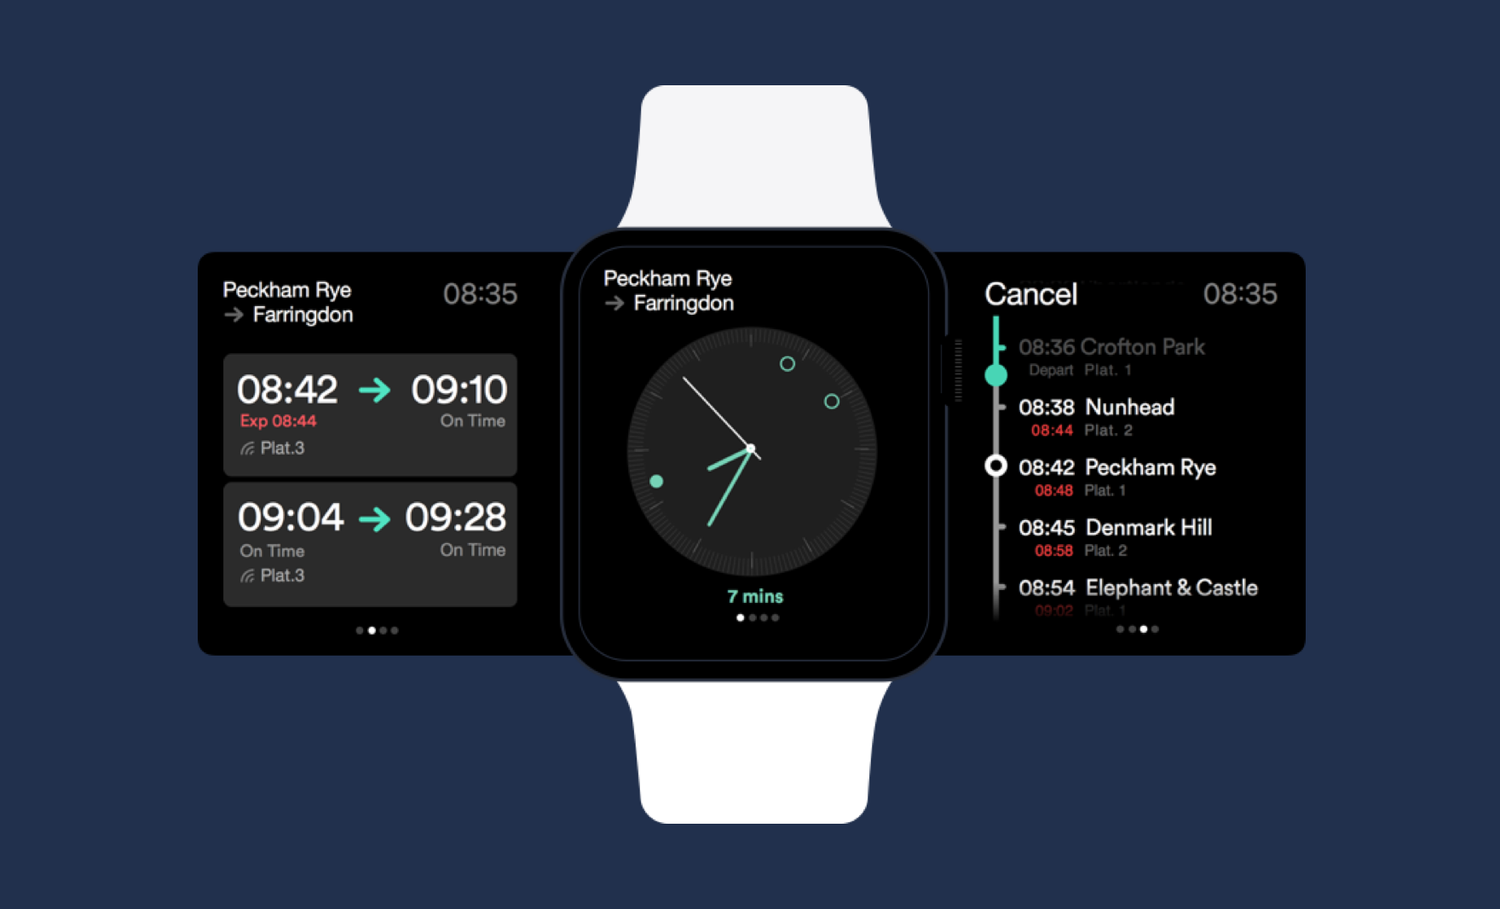 Peckham Rye
08:35
→ Farringdon
08:42 → 09:10
Exp 08:44
On Time
Plat.3
09:04 → 09:28
On Time
On Time
Plat.3
Peckham Rye
→ Farringdon
7 mins
Cancel
08:35
08:36 Crofton Park
Depart Plat. 1
08:38 Nunhead
08:44 Plat. 2
08:42 Peckham Rye
08:48 Plat. 1
08:45 Denmark Hill
08:58 Plat. 2
08:54 Elephant & Castle
09:02 Plat. 1